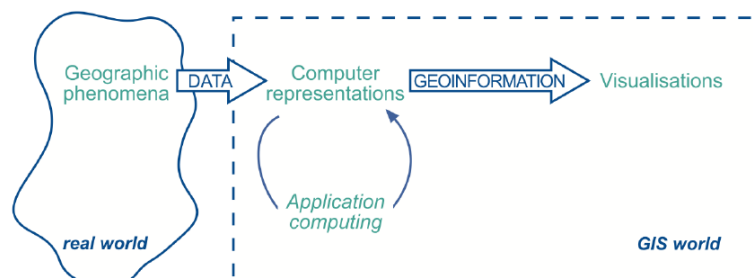 Geographic
phenomena
DATA
Computer
representations
GEOINFORMATION
Visualisations
Application
computing
real world
GIS world